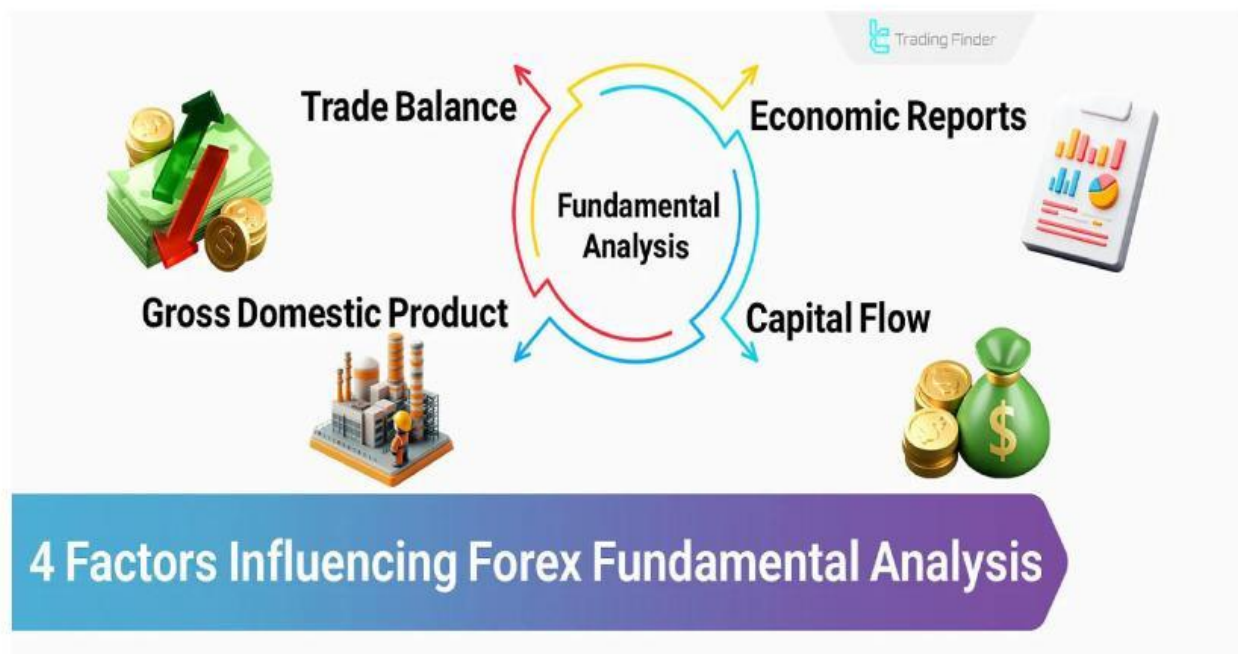 Trading Finder
Trade Balance
Economic Reports
Fundamental
Analysis
Gross Domestic Product
Capital Flow
4 Factors Influencing Forex Fundamental Analysis